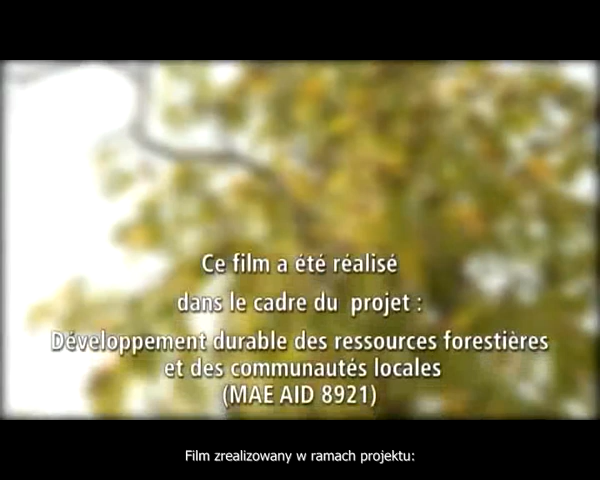 Ce film a été réalisé
dans le cadre du projet :
Développement durable des ressources forestières
et des communautés locales
(MAE AID 8921)
Film zrealizowany w ramach projektu: